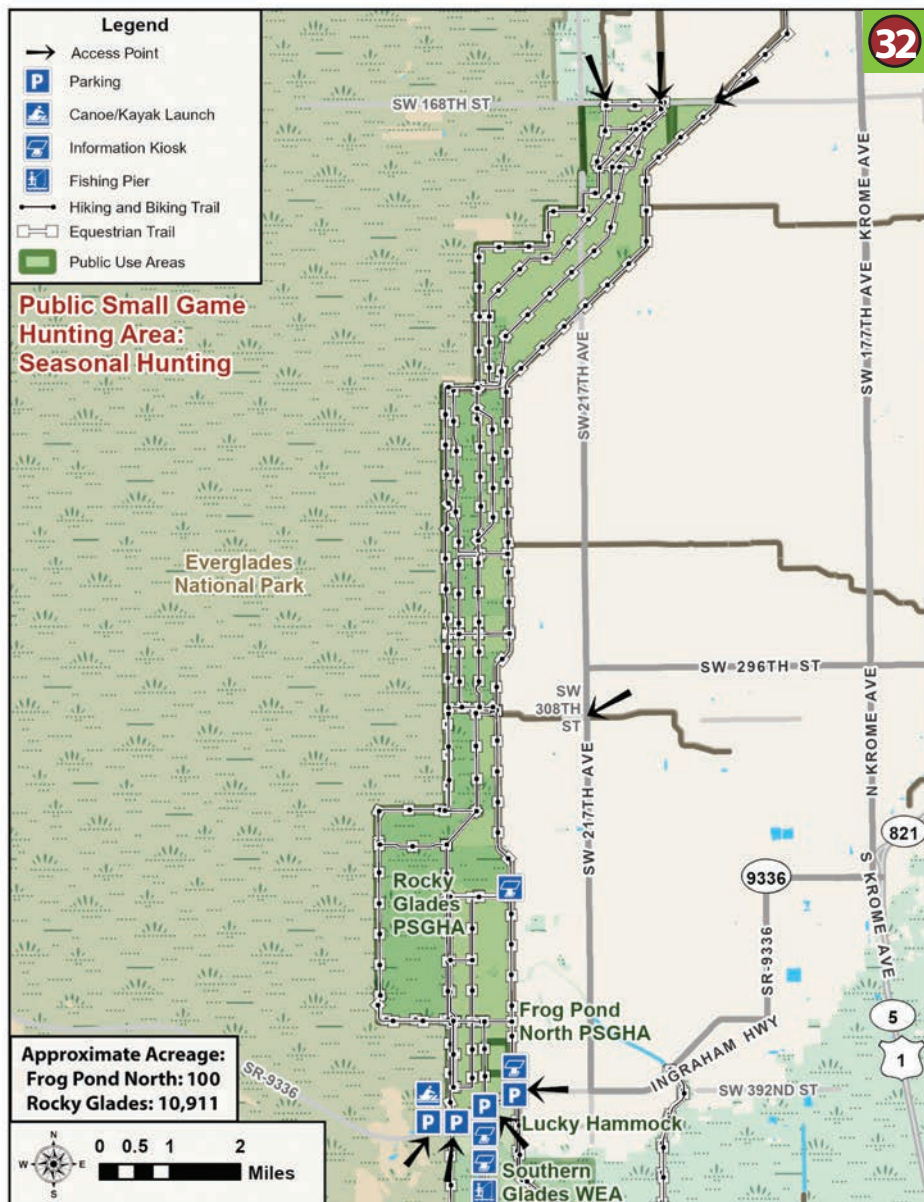 Legend
Access Point
Parking
Canoe/Kayak Launch
Information Kiosk
Fishing Pier
Hiking and Biking Trail
Equestrian Trail
Public Use Areas
32
SW 168TH ST
Public Small Game
Hunting Area:
Seasonal Hunting
SW 217TH AVE
SW 177TH AVE KROME AVE
Everglades
National Park
SW 296TH ST
SW
308TH
ST
SW 217TH AVE
N KROME AVE
S KROME AVE
821
9336
SR-9336
Rocky
Glades
PSGHA
Frog Pond
North PSGHA
5
1
INGRAHAM HWY
SW 392ND ST
Approximate Acreage:
Frog Pond North: 100
Rocky Glades: 10,911
SR-9336
P
P
P
P
Lucky Hammock
Southern
Glades WEA
N
W
E
S
0 0.5 1 2
Miles